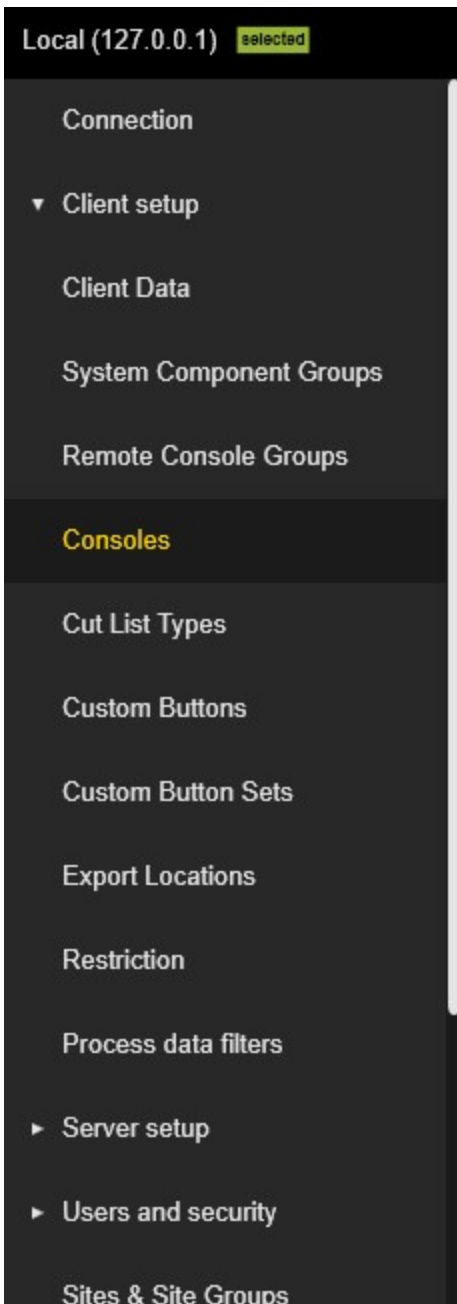 Local (127.0.0.1) selected
Connection
Client setup
Client Data
System Component Groups
Remote Console Groups
Consoles
Cut List Types
Custom Buttons
Custom Button Sets
Export Locations
Restriction
Process data filters
Server setup
Users and security
Sites & Site Groups